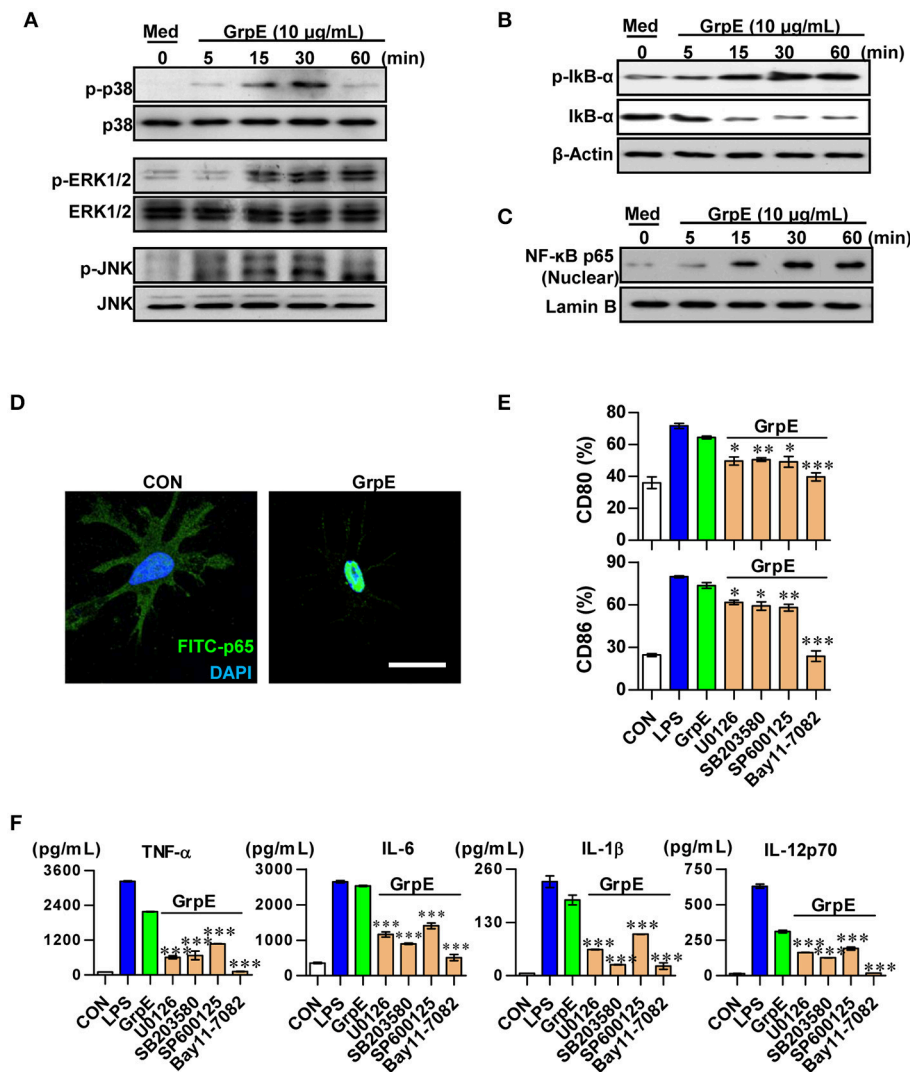 A
Med GrpE (10 µg/mL)
0 5 15 30 60 (min)
p-p38
p38
p-ERK1/2
ERK1/2
p-JNK
JNK
B
Med GrpE (10 µg/mL)
0 5 15 30 60 (min)
p-IkB-α
IkB-α
β-Actin
C
Med GrpE (10 µg/mL)
0 5 15 30 60 (min)
NF-κB p65
(Nuclear)
Lamin B
D
CON GrpE
FITC-p65
DAPI
E
GrpE
CD80 (%)
80
60
40
20
0
* ** * ***
GrpE
CD86 (%)
90
60
30
0
* * ** ***
CON LPS GrpE U0126 SB203580 SP600125 Bay11-7082
F
(pg/mL) TNF-α
3600
2400
1200
0
GrpE
*** *** *** ***
CON LPS GrpE U0126 SB203580 SP600125 Bay11-7082
(pg/mL) IL-6
3000
2000
1000
0
GrpE
*** *** *** ***
CON LPS GrpE U0126 SB203580 SP600125 Bay11-7082
(pg/mL) IL-1β
260
130
0
GrpE
*** *** *** ***
CON LPS GrpE U0126 SB203580 SP600125 Bay11-7082
(pg/mL) IL-12p70
750
500
250
0
GrpE
*** *** *** ***
CON LPS GrpE U0126 SB203580 SP600125 Bay11-7082